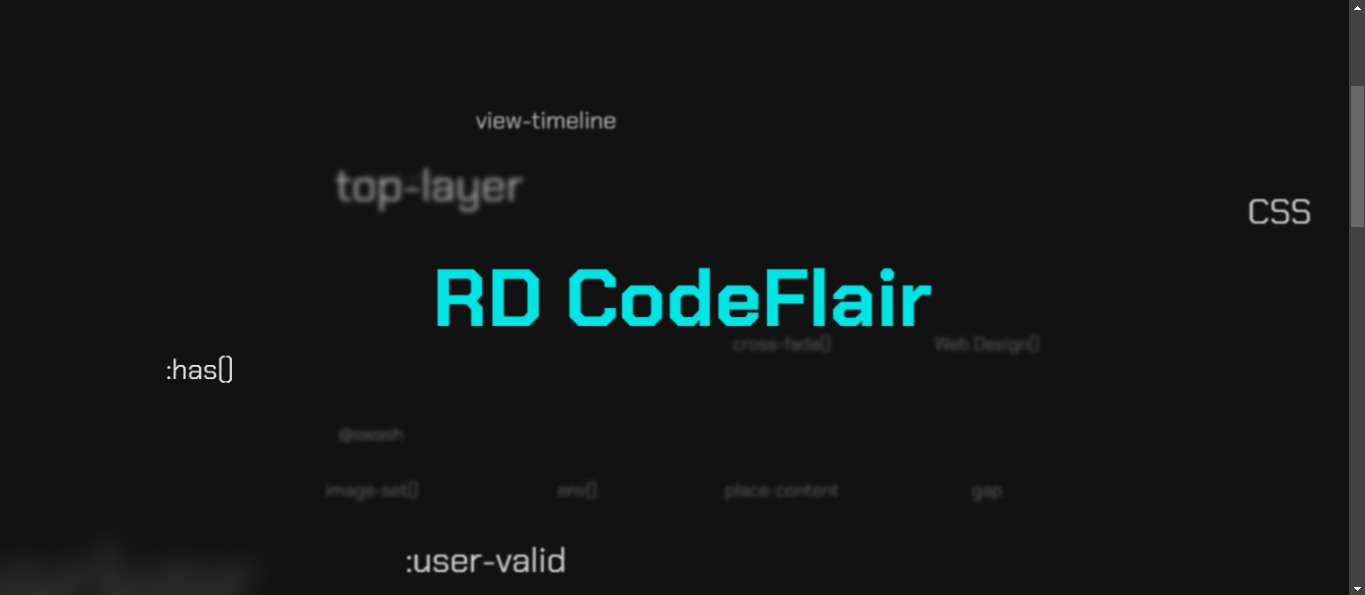 view-timeline
top-layer
CSS
RD CodeFlair
cross-fade() Web Design()
:has()
@swash
image-set() env() place-content gap
:user-valid